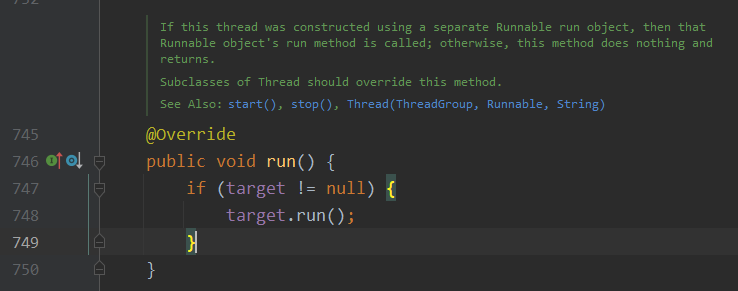 If this thread was constructed using a separate Runnable run object, then that
Runnable object's run method is called; otherwise, this method does nothing and
returns.
Subclasses of Thread should override this method.
See Also: start(), stop(), Thread(ThreadGroup, Runnable, String)
745 @Override
746 public void run() {
747 if (target != null) {
748 target.run();
749 }
750 }